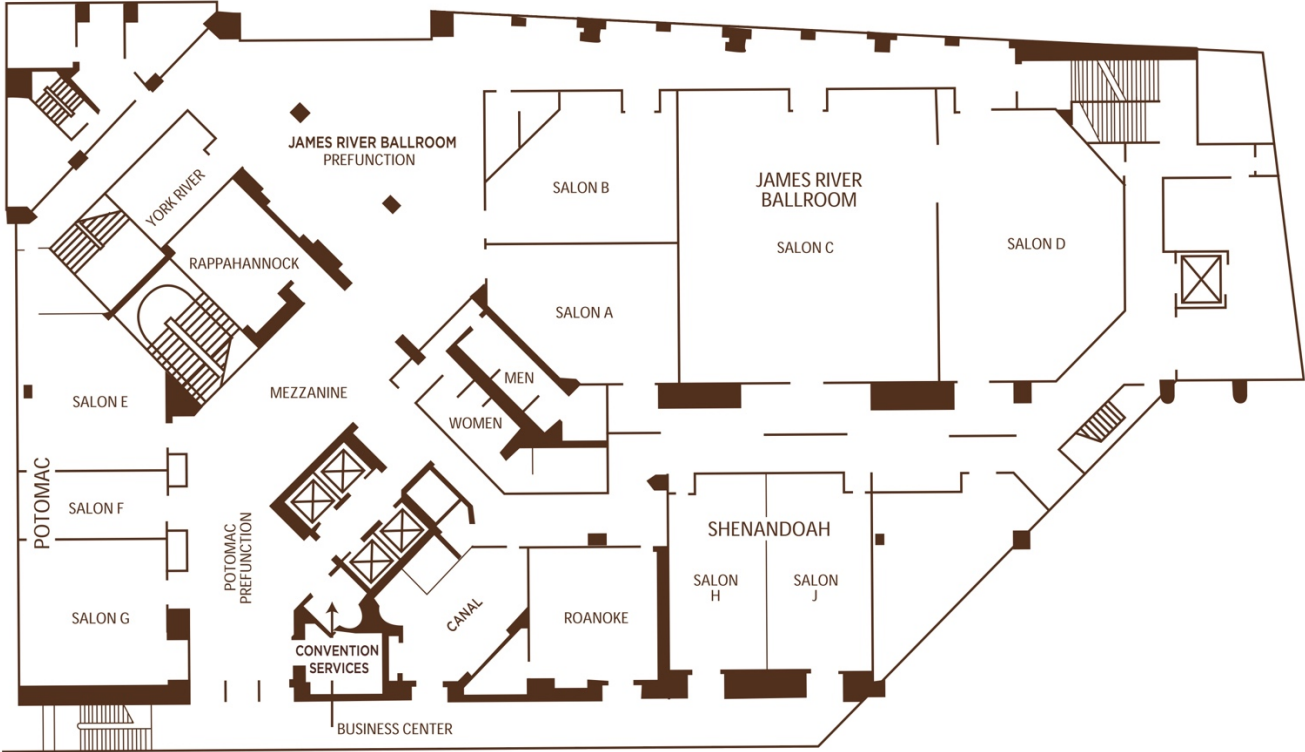 JAMES RIVER BALLROOM
PREFUNCTION
YORK RIVER
RAPPAHANNOCK
SALON B
JAMES RIVER
BALLROOM
SALON C
SALON D
SALON A
MEZZANINE
MEN
WOMEN
SALON E
POTOMAC
SALON F
SALON G
POTOMAC
PREFUNCTION
SHENANDOAH
SALON
H
SALON
J
CANAL
ROANOKE
CONVENTION
SERVICES
BUSINESS CENTER